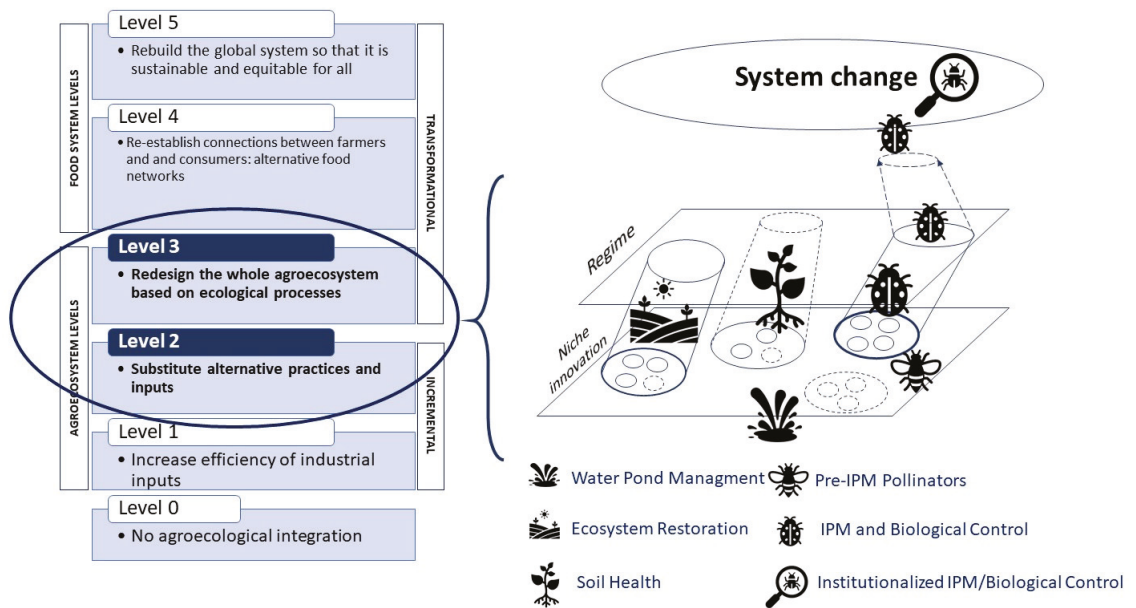 Level 5
• Rebuild the global system so that it is
sustainable and equitable for all
Level 4
• Re-establish connections between farmers
and and consumers: alternative food
networks
Level 3
• Redesign the whole agroecosystem
based on ecological processes
Level 2
• Substitute alternative practices and
inputs
Level 1
• Increase efficiency of industrial
inputs
Level 0
• No agroecological integration
FOOD SYSTEM LEVELS
AGROECOSYSTEM LEVELS
TRANSFORMATIONAL
INCREMENTAL
System change
Regime
Niche
innovation
Water Pond Managment
Pre-IPM Pollinators
Ecosystem Restoration
IPM and Biological Control
Soil Health
Institutionalized IPM/Biological Control